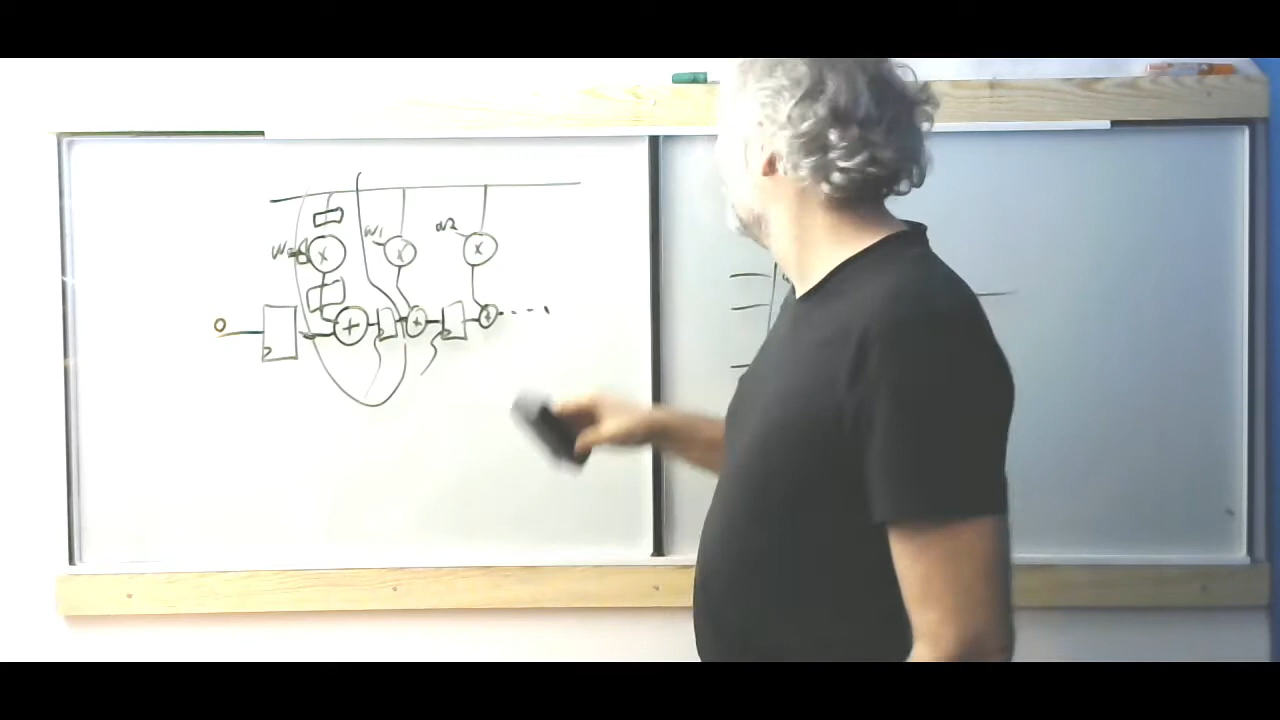 w1 w2
x x x
0 + + +